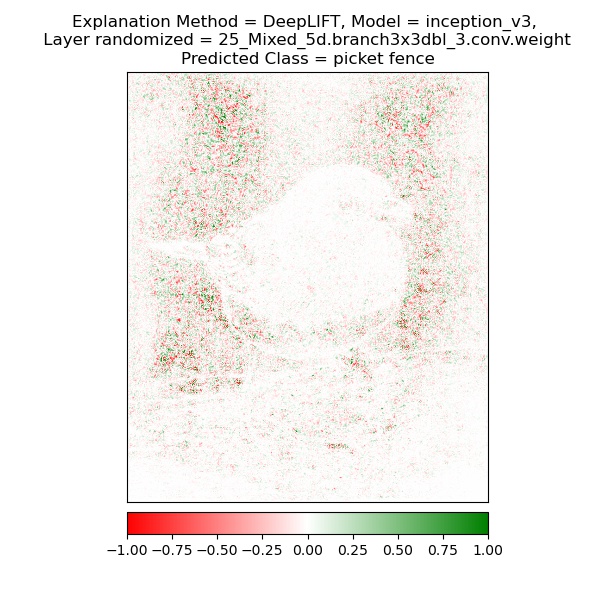 Explanation Method = DeepLIFT, Model = inception_v3,
Layer randomized = 25_Mixed_5d.branch3x3dbl_3.conv.weight
Predicted Class = picket fence
−1.00 −0.75 −0.50 −0.25 0.00 0.25 0.50 0.75 1.00